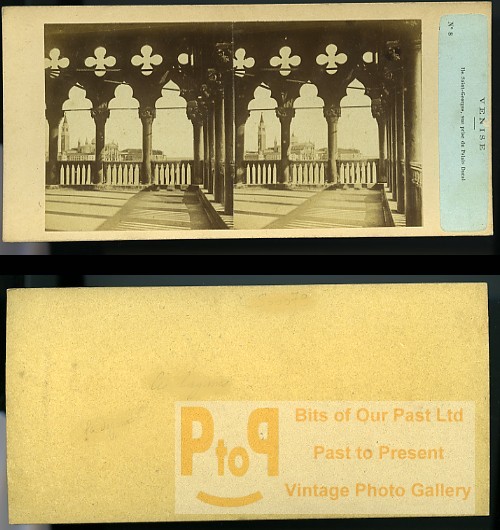 N° 8
VENISE
Ile Saint-Georges, vue prise du Palais Ducal.
PtoP
Bits of Our Past Ltd
Past to Present
Vintage Photo Gallery